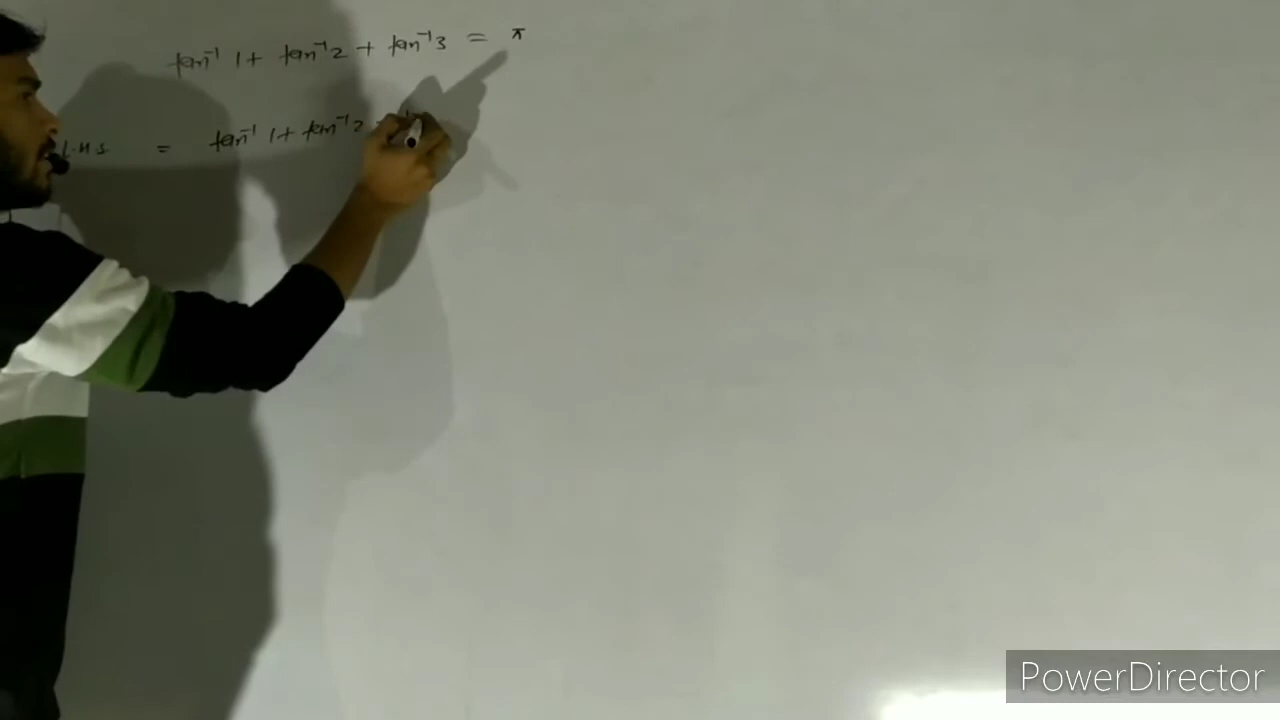 tan⁻¹ 1 + tan⁻¹ 2 + tan⁻¹ 3 = π
L.H.S = tan⁻¹ 1 + tan⁻¹ 2
PowerDirector